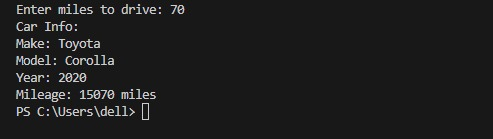 Enter miles to drive: 70
Car Info:
Make: Toyota
Model: Corolla
Year: 2020
Mileage: 15070 miles
PS C:\Users\dell>